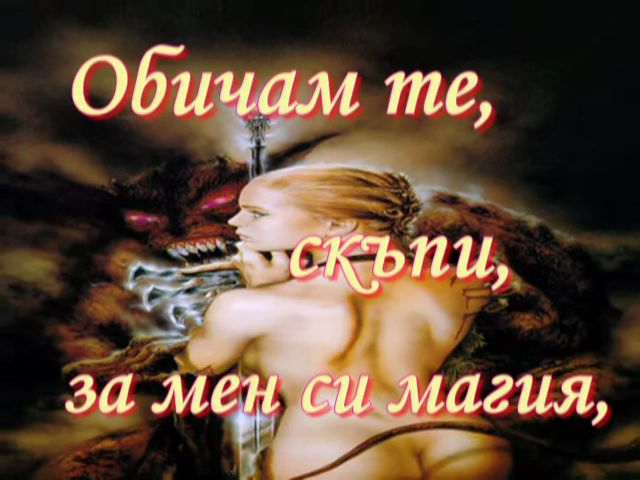 Обичам те,
скъпи,
за мен си магия,